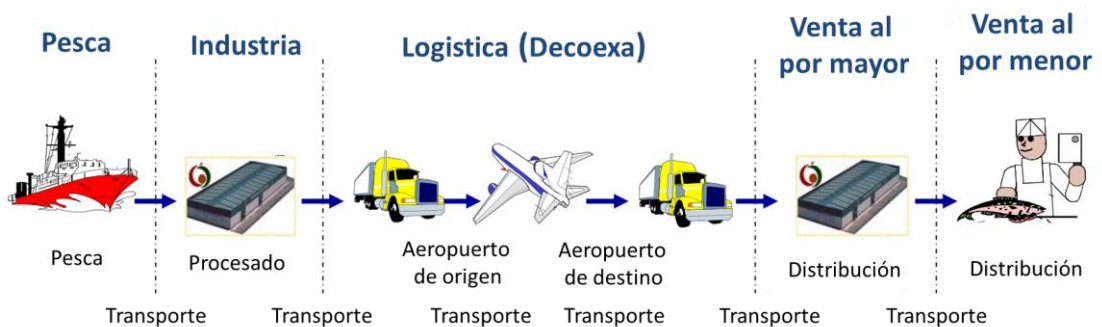 Pesca
Industria
Logistica (Decoexa)
Venta al
por mayor
Venta al
por menor
Pesca
Procesado
Aeropuerto
de origen
Aeropuerto
de destino
Distribución
Distribución
Transporte
Transporte
Transporte
Transporte
Transporte
Transporte